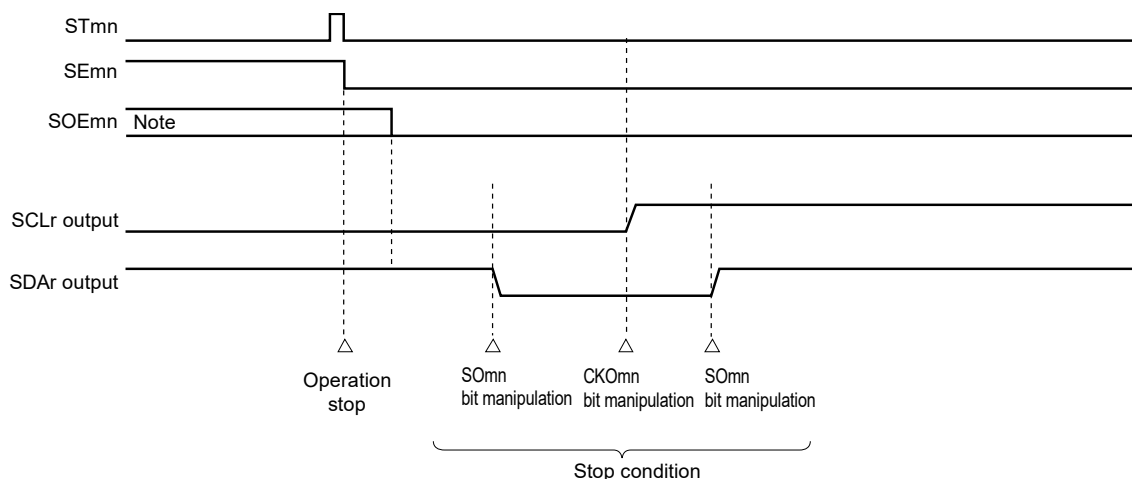 STmn
SEmn
SOEmn Note
SCLr output
SDAr output
Operation
stop
SOmn
bit manipulation
CKOmn
bit manipulation
SOmn
bit manipulation
Stop condition